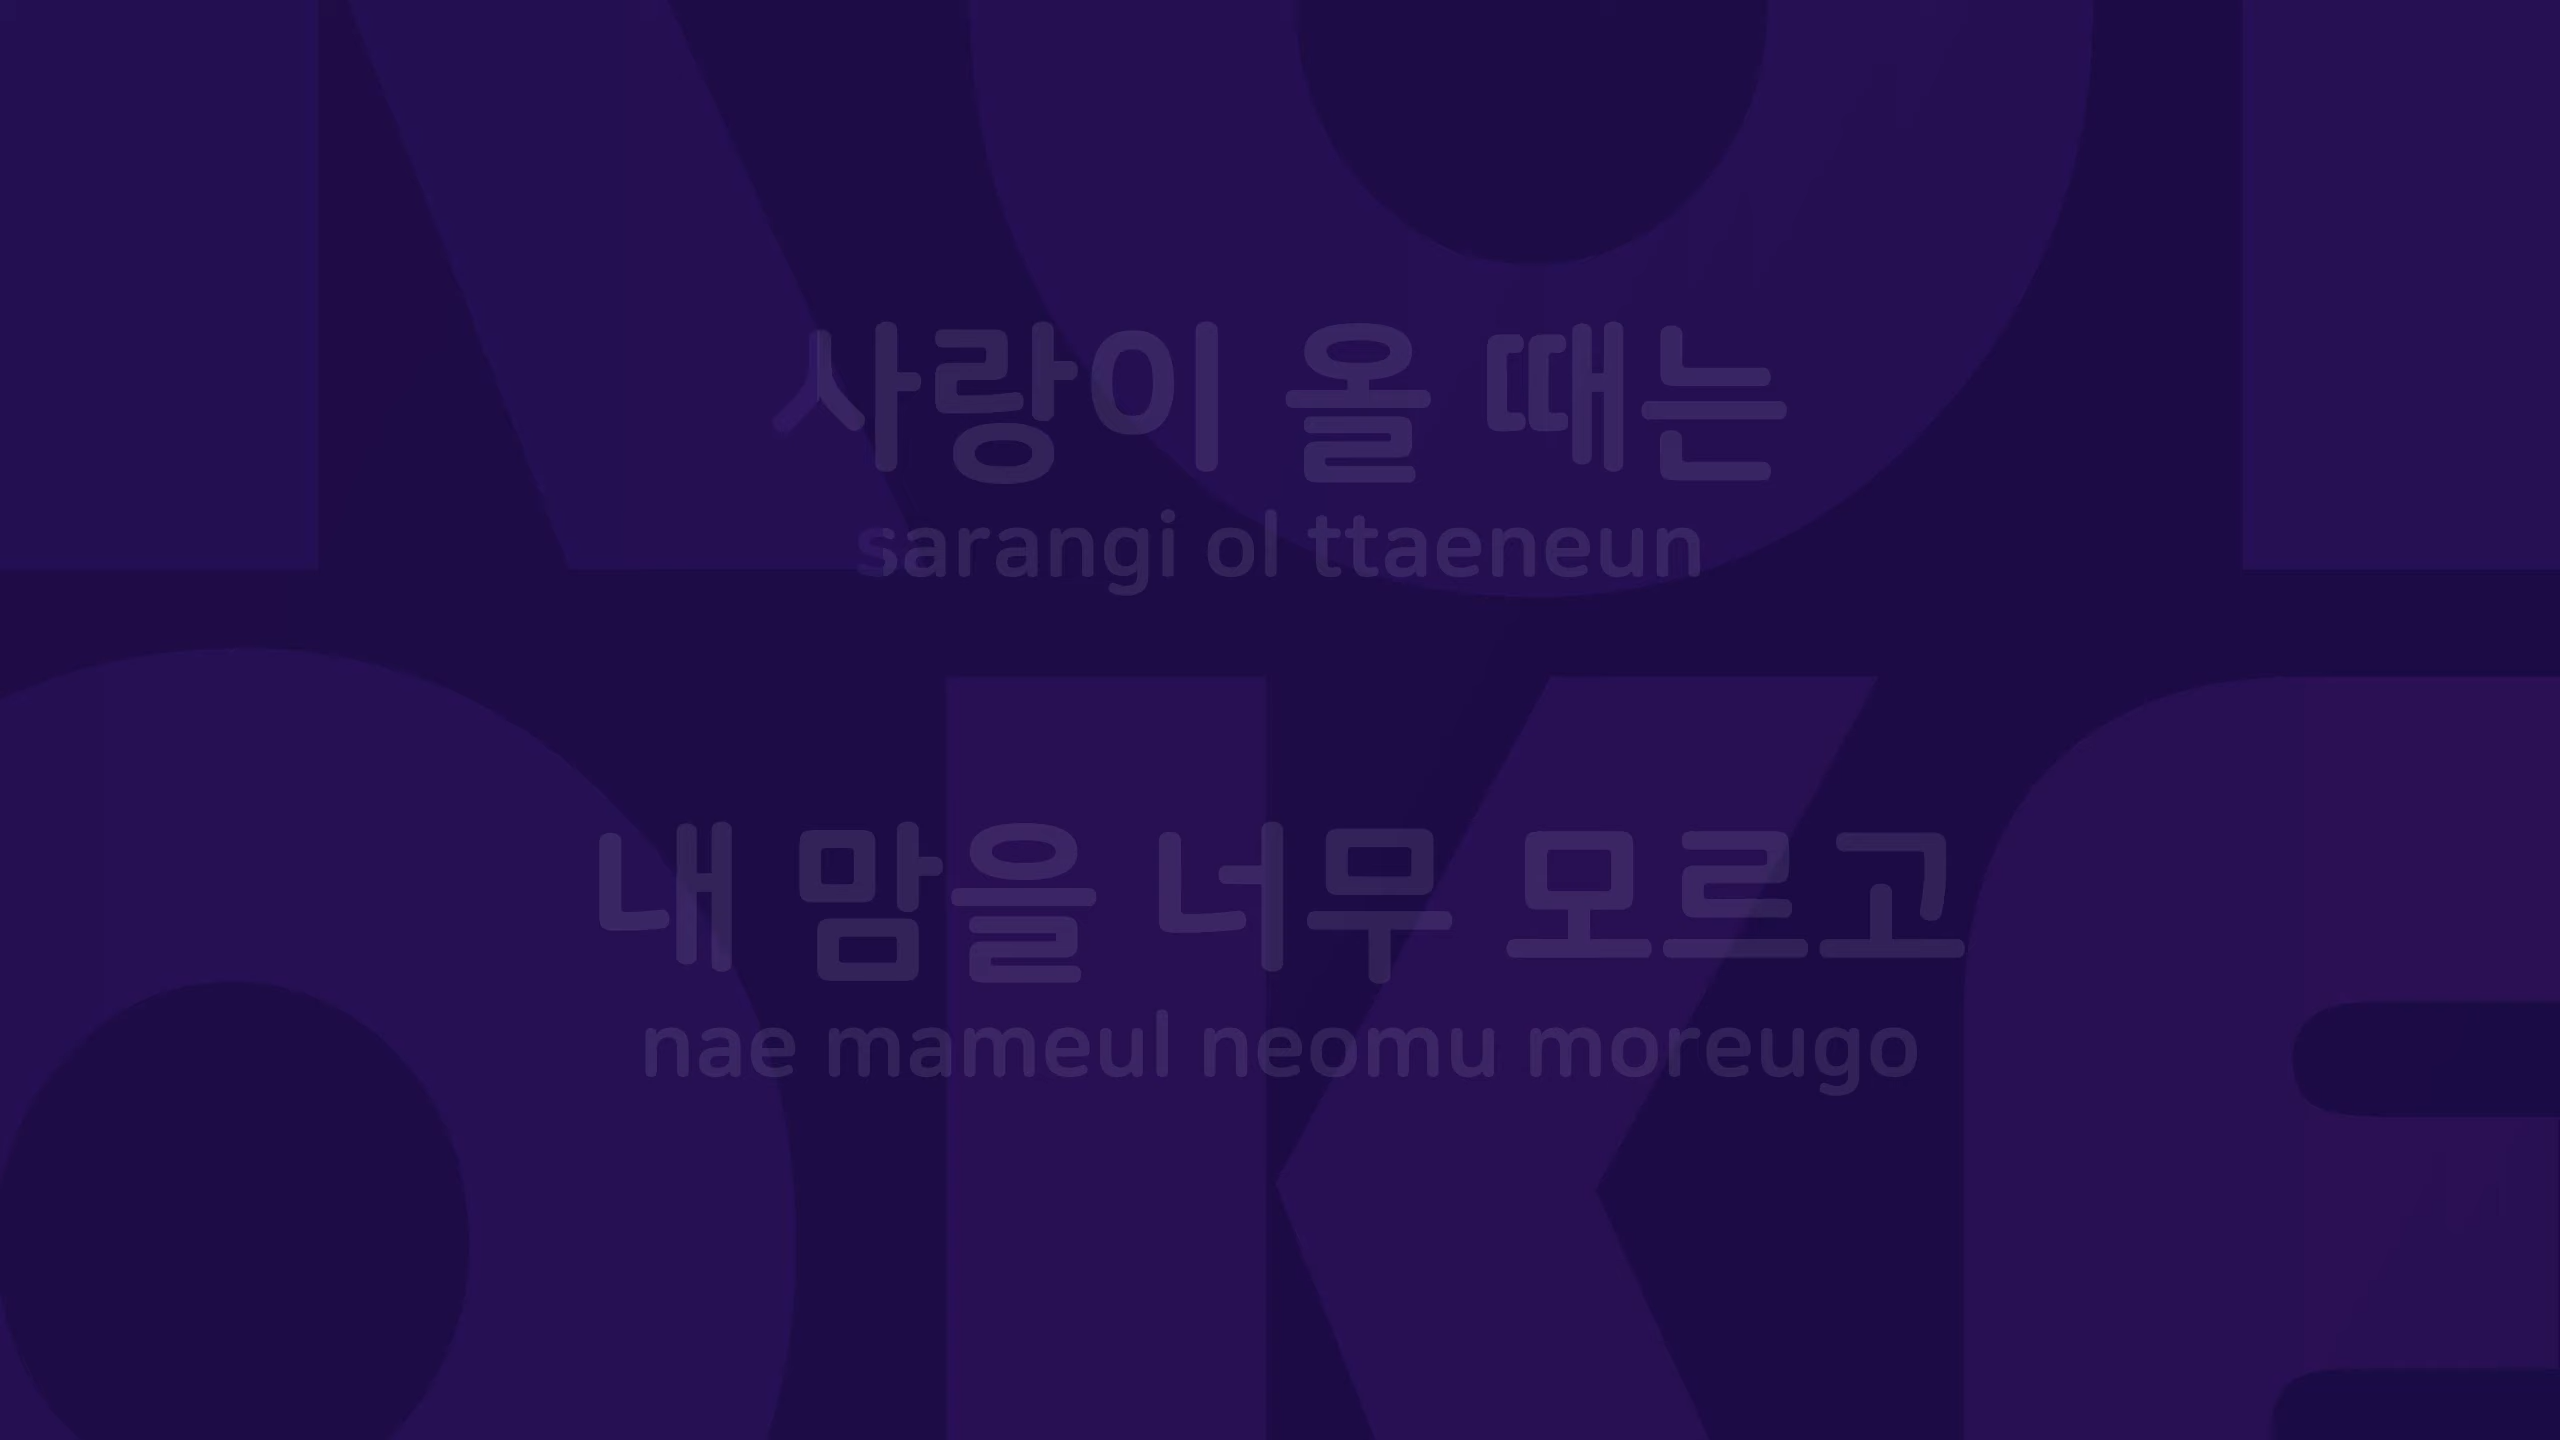 사랑이 올 때는
sarangi ol ttaeneun
내 맘을 너무 모르고
nae mameul neomu moreugo